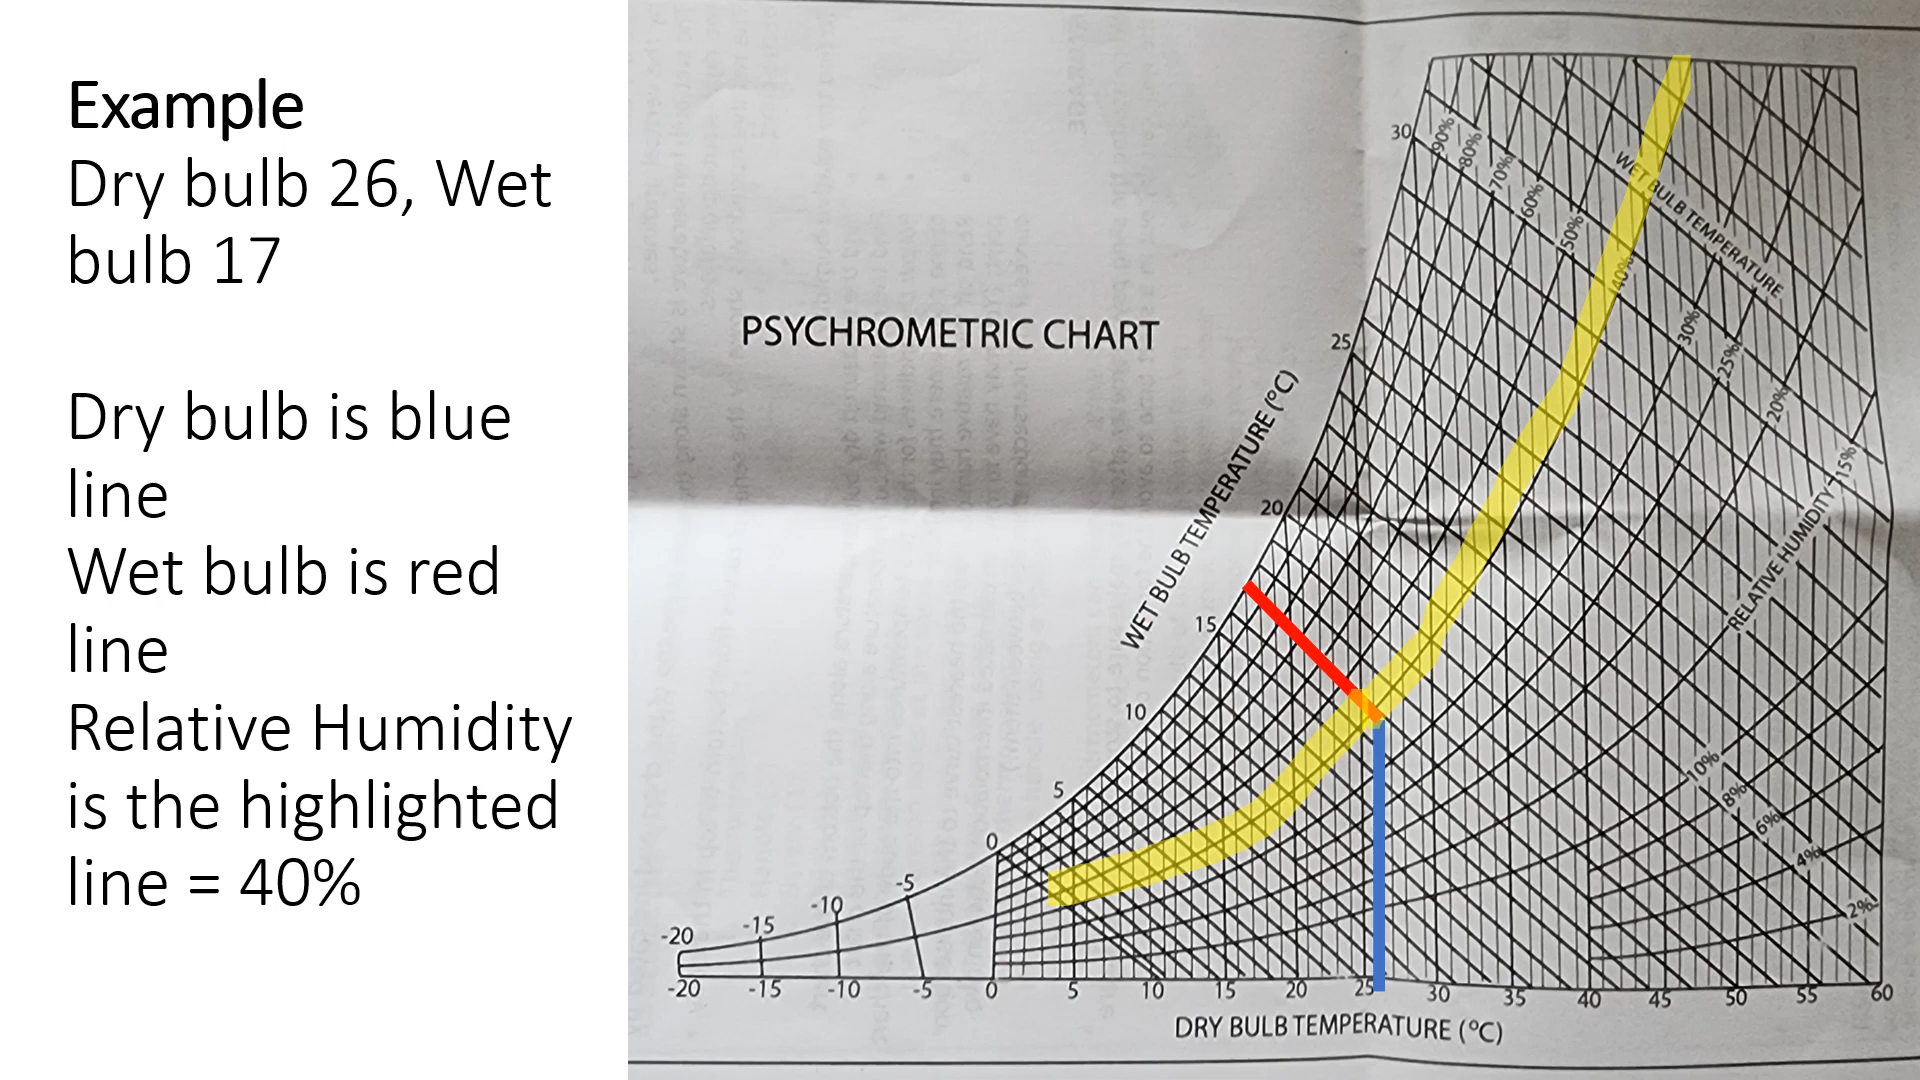 Example
Dry bulb 26, Wet
bulb 17
Dry bulb is blue
line
Wet bulb is red
line
Relative Humidity
is the highlighted
line = 40%
PSYCHROMETRIC CHART
WET BULB TEMPERATURE (°C)
-20
-15
-10
-5
0
5
10
15
20
25
30
90%
80%
70%
60%
50%
40%
30%
25%
20%
15%
10%
8%
6%
4%
2%
WET BULB TEMPERATURE
RELATIVE HUMIDITY
-20 -15 -10 -5 0 5 10 15 20 25 30 35 40 45 50 55 60
DRY BULB TEMPERATURE (°C)